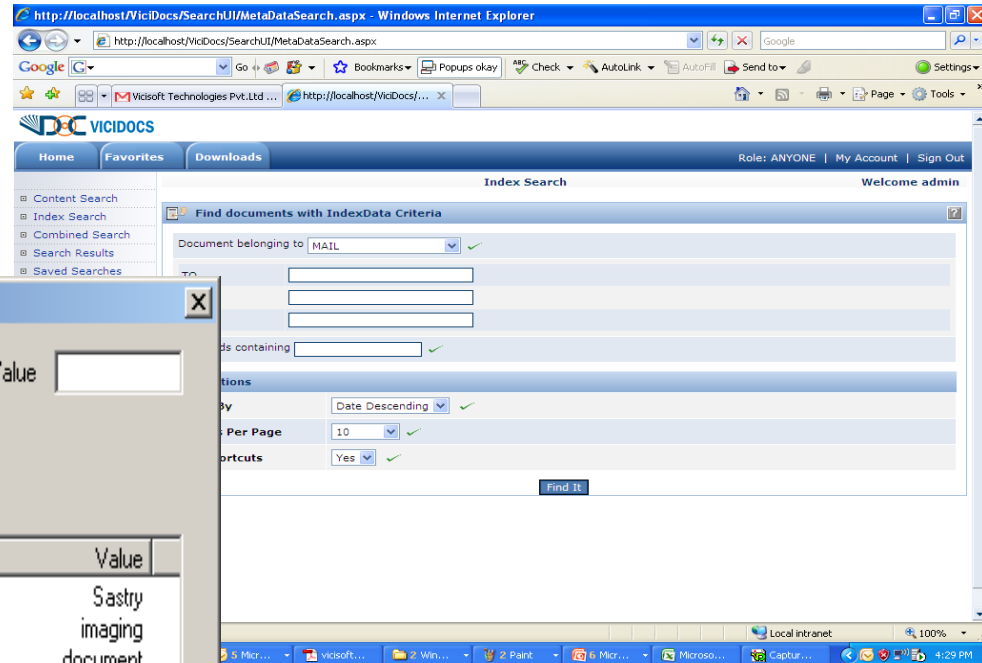 http://localhost/ViciDocs/SearchUI/MetaDataSearch.aspx - Windows Internet Explorer
http://localhost/ViciDocs/SearchUI/MetaDataSearch.aspx
Google
Google G Go Bookmarks Popups okay ABC Check AutoLink AutoFill Send to Settings
Vicisoft Technologies Pvt.Ltd ... http://localhost/ViciDocs/... X Page Tools
DOC VICIDOCS
Home Favorites Downloads Role: ANYONE | My Account | Sign Out
Index Search Welcome admin
Content Search
Index Search
Combined Search
Search Results
Saved Searches
Find documents with IndexData Criteria ?
Document belonging to MAIL
TO
ds containing
tions
By Date Descending
Per Page 10
ortcuts Yes
Find It
X
Value
Value
Sastry
imaging
document
Local intranet 100%
5 Micr... vicisoft... 2 Win... 2 Paint 6 Micr... Microso... Captur... 4:29 PM